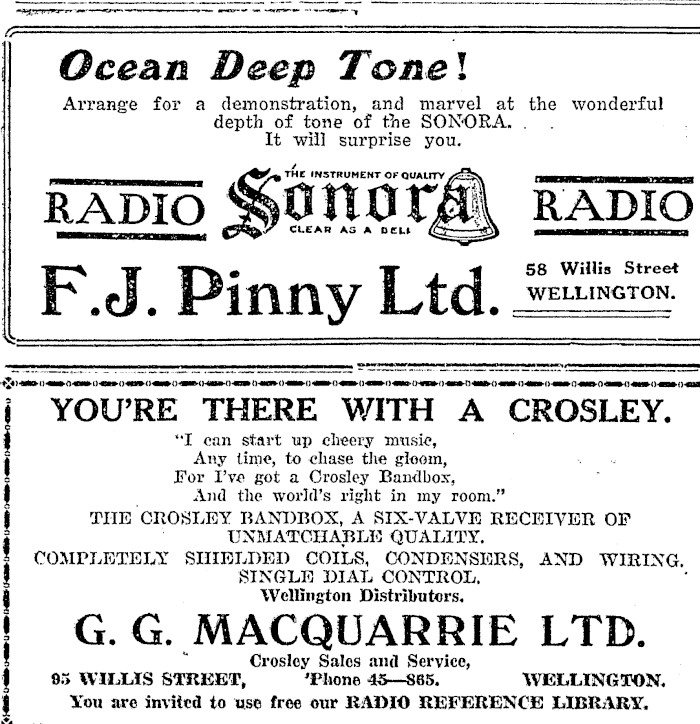 Ocean Deep Tone!
Arrange for a demonstration, and marvel at the wonderful
depth of tone of the SONORA.
It will surprise you.
THE INSTRUMENT OF QUALITY
RADIO Sonora RADIO
CLEAR AS A BELL
F.J. Pinny Ltd.
58 Willis Street
WELLINGTON.
YOU'RE THERE WITH A CROSLEY.
"I can start up cheery music,
Any time, to chase the gloom,
For I've got a Crosley Bandbox,
And the world's right in my room."
THE CROSLEY BANDBOX, A SIX-VALVE RECEIVER OF
UNMATCHABLE QUALITY.
COMPLETELY SHIELDED COILS, CONDENSERS, AND WIRING.
SINGLE DIAL CONTROL.
Wellington Distributors.
G. G. MACQUARRIE LTD.
Crosley Sales and Service,
95 WILLIS STREET, 'Phone 45—865. WELLINGTON.
You are invited to use free our RADIO REFERENCE LIBRARY.